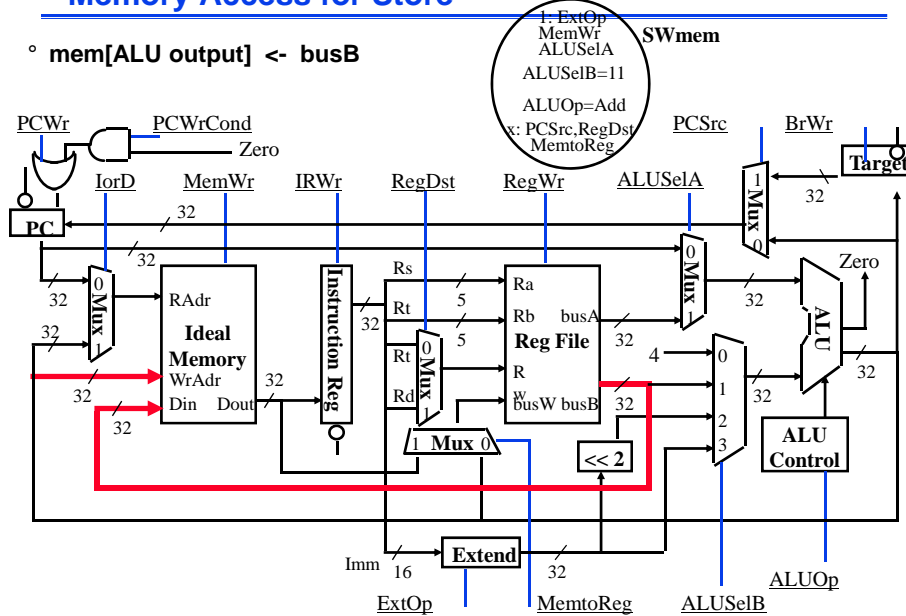 Memory Access for Store
° mem[ALU output] <- busB
1: ExtOp
MemWr
ALUSelA
ALUSelB=11
ALUOp=Add
x: PCSrc,RegDst
MemtoReg
SWmem
PCWr
PCWrCond
Zero
PCSrc
BrWr
Target
IorD
MemWr
IRWr
RegDst
RegWr
ALUSelA
1
Mux
0
32
PC
32
32
32
0
Mux
1
32
RAdr
Ideal
Memory
WrAdr
Din Dout
32
32
32
Instruction Reg
32
Rs
Rt
Rt
Rd
5
5
0
Mux
1
Ra
Rb busA
Reg File
R
w
busW busB
32
32
0
Mux
1
32
Zero
ALU
32
4
0
1
2
3
32
1 Mux 0
<< 2
ALU
Control
Imm
16
Extend
32
ExtOp
MemtoReg
ALUSelB
ALUOp